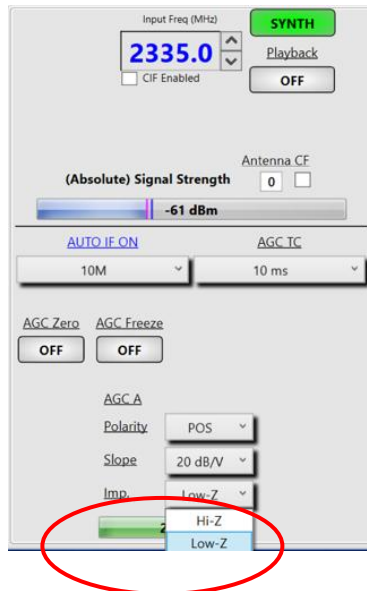 Input Freq (MHz)
SYNTH
2335.0
Playback
CIF Enabled
OFF
Antenna CF
(Absolute) Signal Strength
0
-61 dBm
AUTO IF ON
AGC TC
10M
10 ms
AGC Zero
AGC Freeze
OFF
OFF
AGC A
Polarity
POS
Slope
20 dB/V
Imp.
Low-Z
Hi-Z
Low-Z